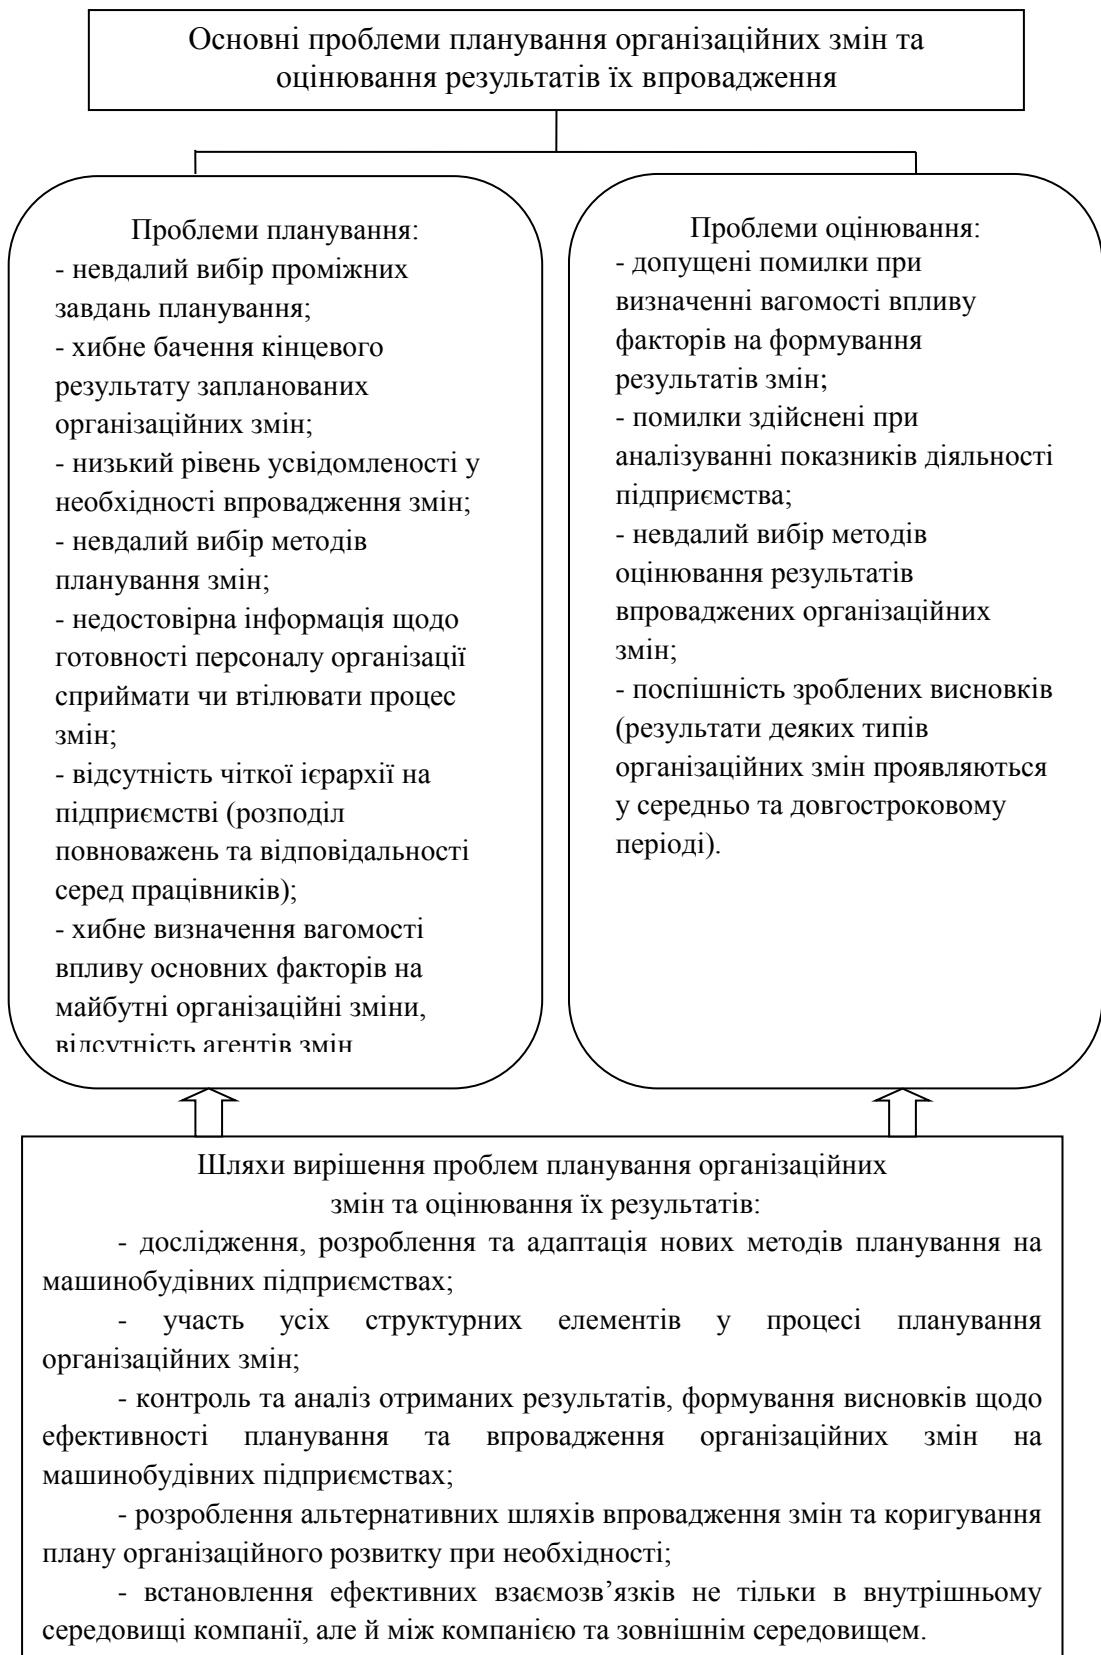 Основні проблеми планування організаційних змін та
оцінювання результатів їх впровадження
Проблеми планування:
- невдалий вибір проміжних
завдань планування;
- хибне бачення кінцевого
результату запланованих
організаційних змін;
- низький рівень усвідомленості у
необхідності впровадження змін;
- невдалий вибір методів
планування змін;
- недостовірна інформація щодо
готовності персоналу організації
сприймати чи втілювати процес
змін;
- відсутність чіткої ієрархії на
підприємстві (розподіл
повноважень та відповідальності
серед працівників);
- хибне визначення вагомості
впливу основних факторів на
майбутні організаційні зміни,
відсутність агентів змін
Проблеми оцінювання:
- допущені помилки при
визначенні вагомості впливу
факторів на формування
результатів змін;
- помилки здійснені при
аналізуванні показників діяльності
підприємства;
- невдалий вибір методів
оцінювання результатів
впроваджених організаційних
змін;
- поспішність зроблених висновків
(результати деяких типів
організаційних змін проявляються
у середньо та довгостроковому
періоді).
Шляхи вирішення проблем планування організаційних
змін та оцінювання їх результатів:
- дослідження, розроблення та адаптація нових методів планування на
машинобудівних підприємствах;
- участь усіх структурних елементів у процесі планування
організаційних змін;
- контроль та аналіз отриманих результатів, формування висновків щодо
ефективності планування та впровадження організаційних змін на
машинобудівних підприємствах;
- розроблення альтернативних шляхів впровадження змін та коригування
плану організаційного розвитку при необхідності;
- встановлення ефективних взаємозв’язків не тільки в внутрішньому
середовищі компанії, але й між компанією та зовнішнім середовищем.